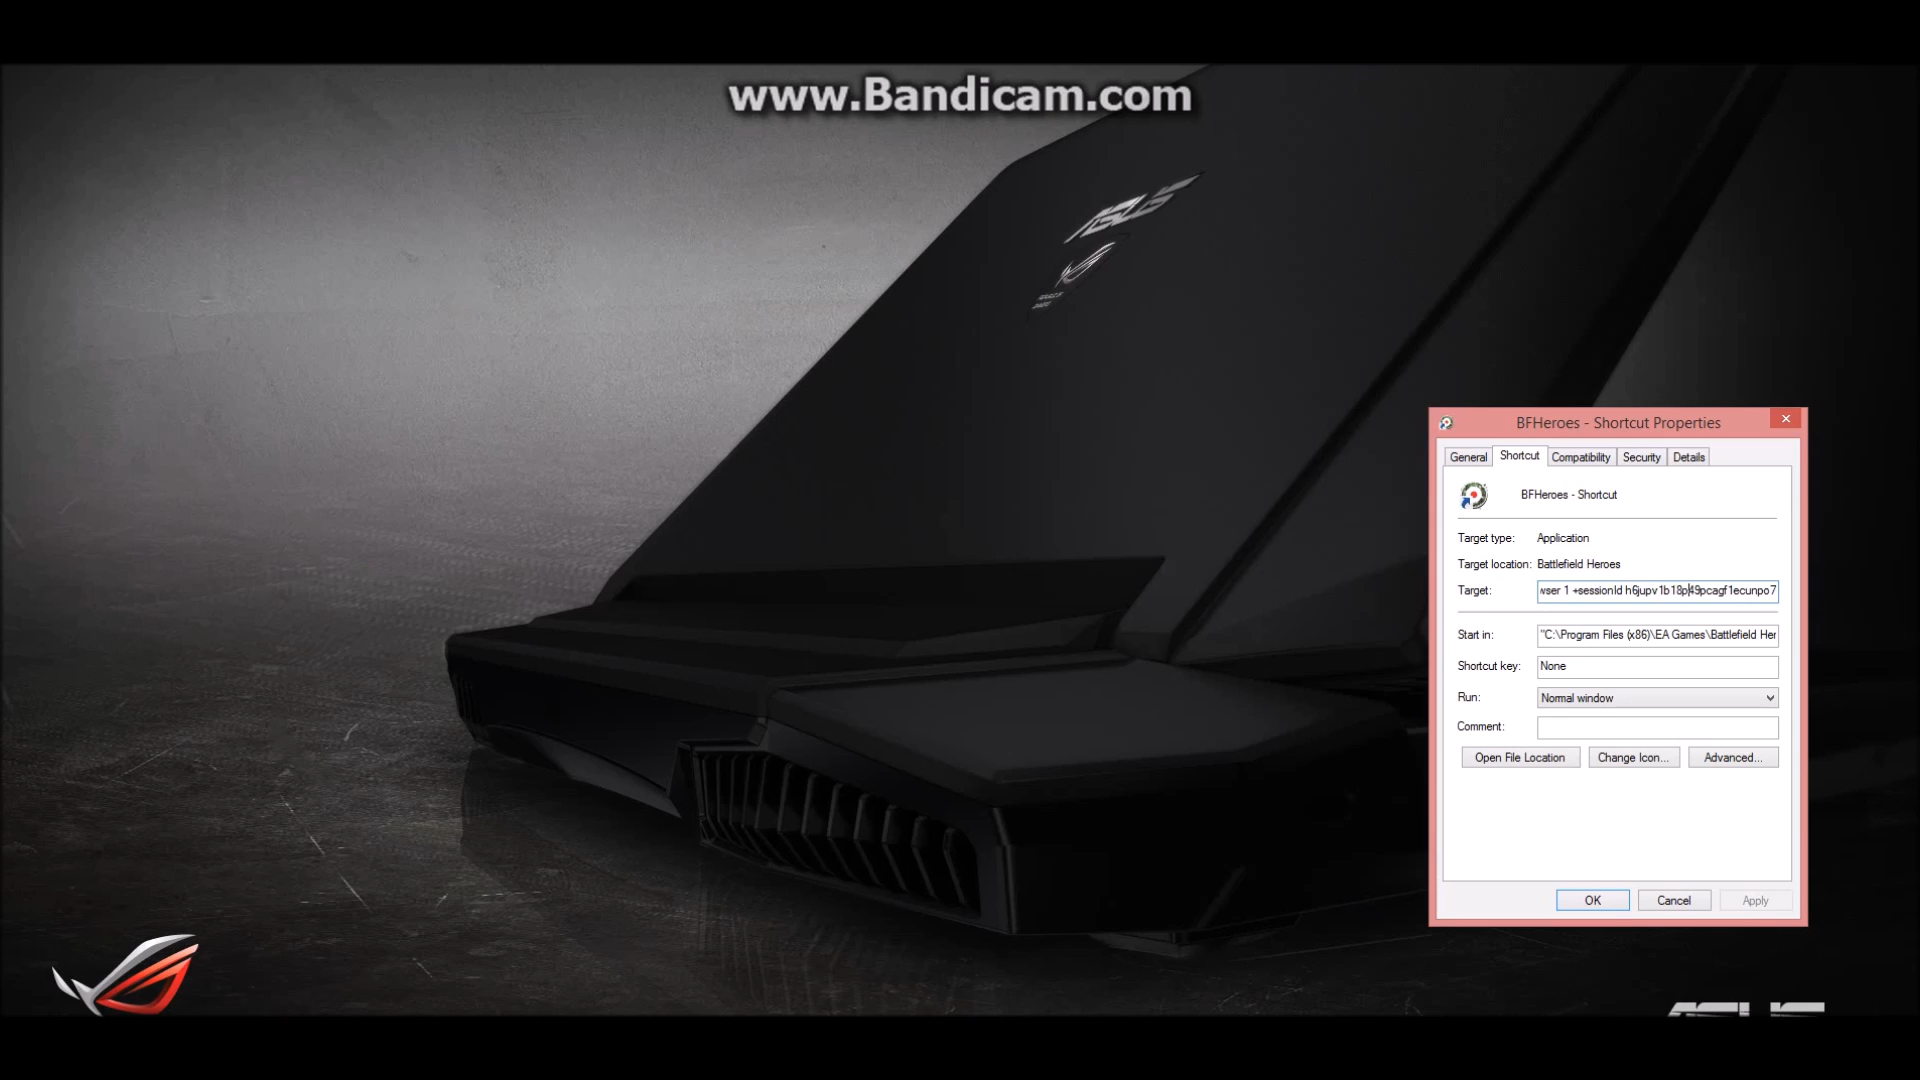 www.Bandicam.com
ASUS
BFHeroes - Shortcut Properties
General Shortcut Compatibility Security Details
BFHeroes - Shortcut
Target type: Application
Target location: Battlefield Heroes
Target: wser 1 +sessionId h6jupv1b18pl49pcagf1ecunpo7
Start in: "C:\Program Files (x86)\EA Games\Battlefield Her
Shortcut key: None
Run: Normal window
Comment:
Open File Location Change Icon... Advanced...
OK Cancel Apply